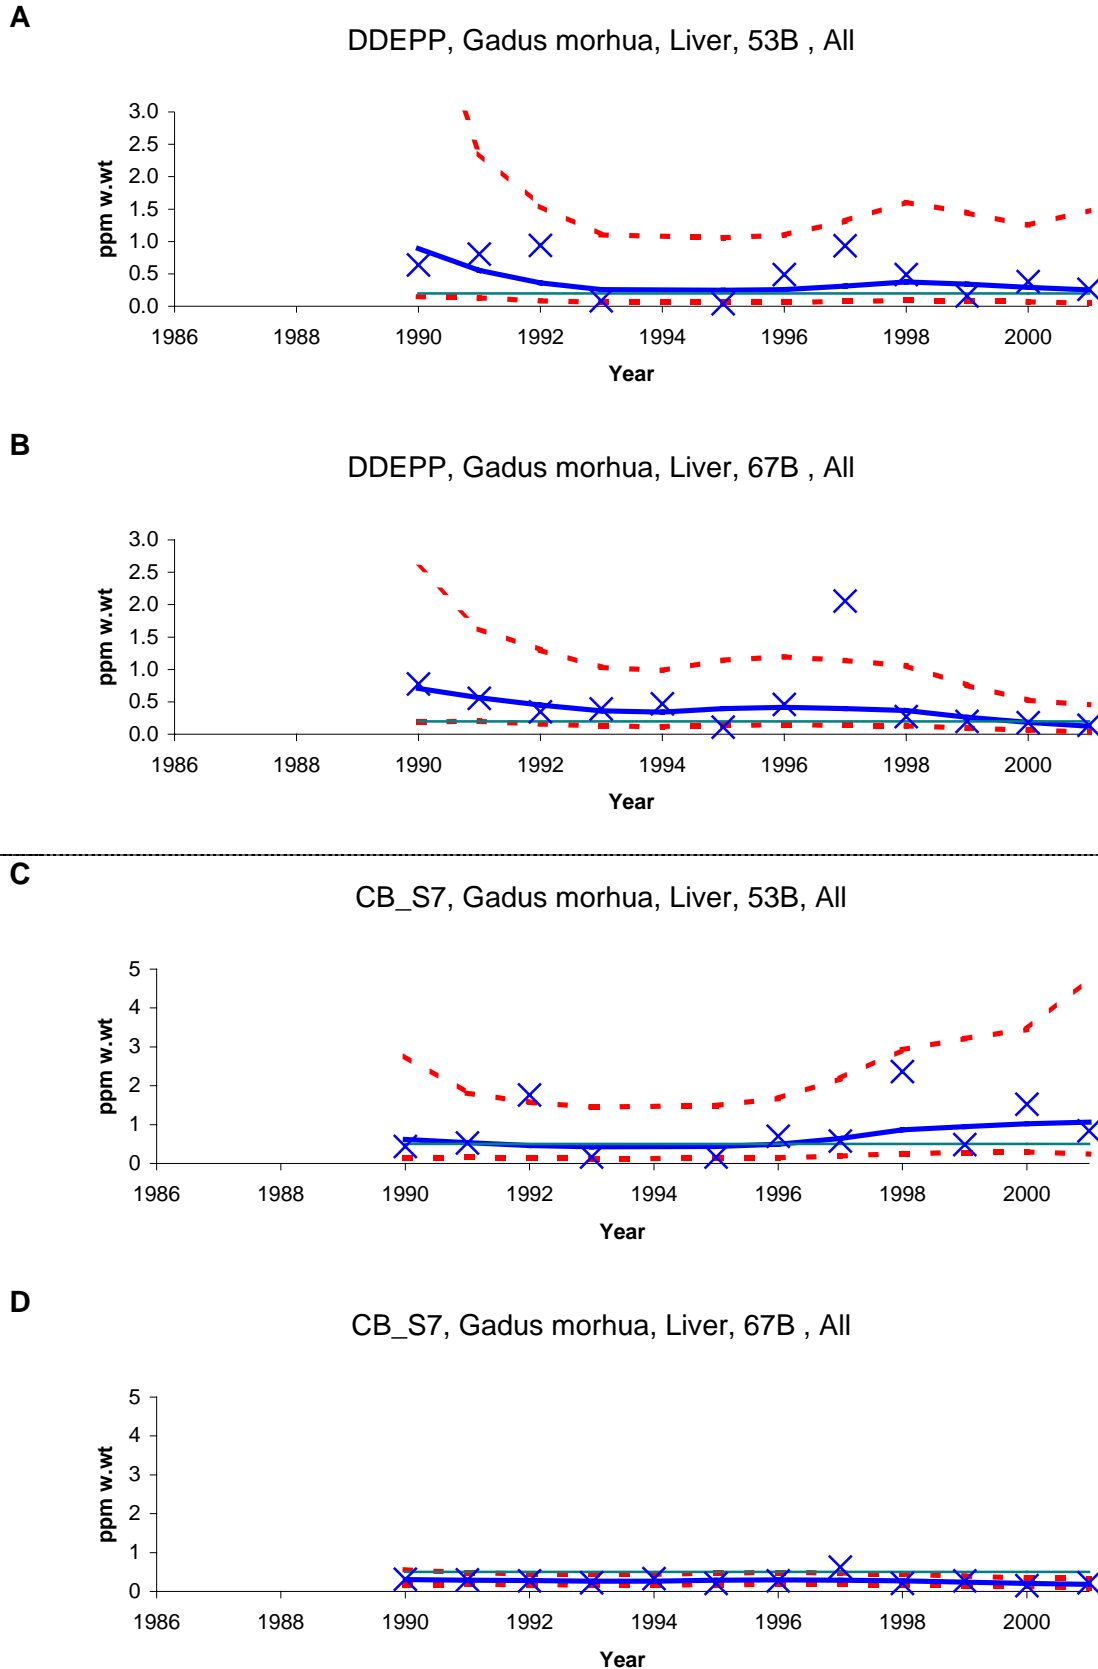 A
DDEPP, Gadus morhua, Liver, 53B , All
3.0
2.5
2.0
1.5
1.0
0.5
0.0
ppm w.wt
1986 1988 1990 1992 1994 1996 1998 2000
Year
B
DDEPP, Gadus morhua, Liver, 67B , All
3.0
2.5
2.0
1.5
1.0
0.5
0.0
ppm w.wt
1986 1988 1990 1992 1994 1996 1998 2000
Year
C
CB_S7, Gadus morhua, Liver, 53B, All
5
4
3
2
1
0
ppm w.wt
1986 1988 1990 1992 1994 1996 1998 2000
Year
D
CB_S7, Gadus morhua, Liver, 67B , All
5
4
3
2
1
0
ppm w.wt
1986 1988 1990 1992 1994 1996 1998 2000
Year